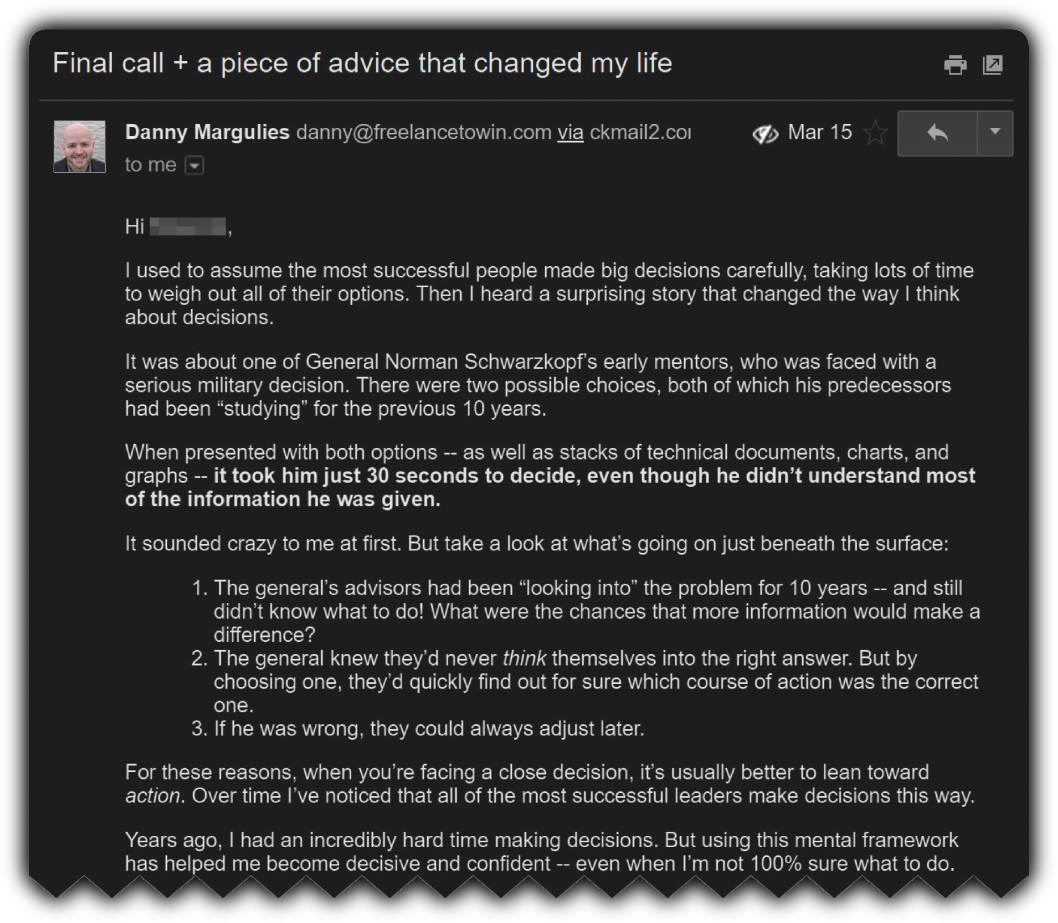 Final call + a piece of advice that changed my life
Danny Margulies danny@freelancetowin.com via ckmail2.co
Mar 15
to me
Hi ,
I used to assume the most successful people made big decisions carefully, taking lots of time
to weigh out all of their options. Then I heard a surprising story that changed the way I think
about decisions.
It was about one of General Norman Schwarzkopf’s early mentors, who was faced with a
serious military decision. There were two possible choices, both of which his predecessors
had been “studying” for the previous 10 years.
When presented with both options -- as well as stacks of technical documents, charts, and
graphs -- it took him just 30 seconds to decide, even though he didn’t understand most
of the information he was given.
It sounded crazy to me at first. But take a look at what’s going on just beneath the surface:
1. The general’s advisors had been “looking into” the problem for 10 years -- and still
didn’t know what to do! What were the chances that more information would make a
difference?
2. The general knew they’d never think themselves into the right answer. But by
choosing one, they’d quickly find out for sure which course of action was the correct
one.
3. If he was wrong, they could always adjust later.
For these reasons, when you’re facing a close decision, it’s usually better to lean toward
action. Over time I’ve noticed that all of the most successful leaders make decisions this way.
Years ago, I had an incredibly hard time making decisions. But using this mental framework
has helped me become decisive and confident -- even when I’m not 100% sure what to do.